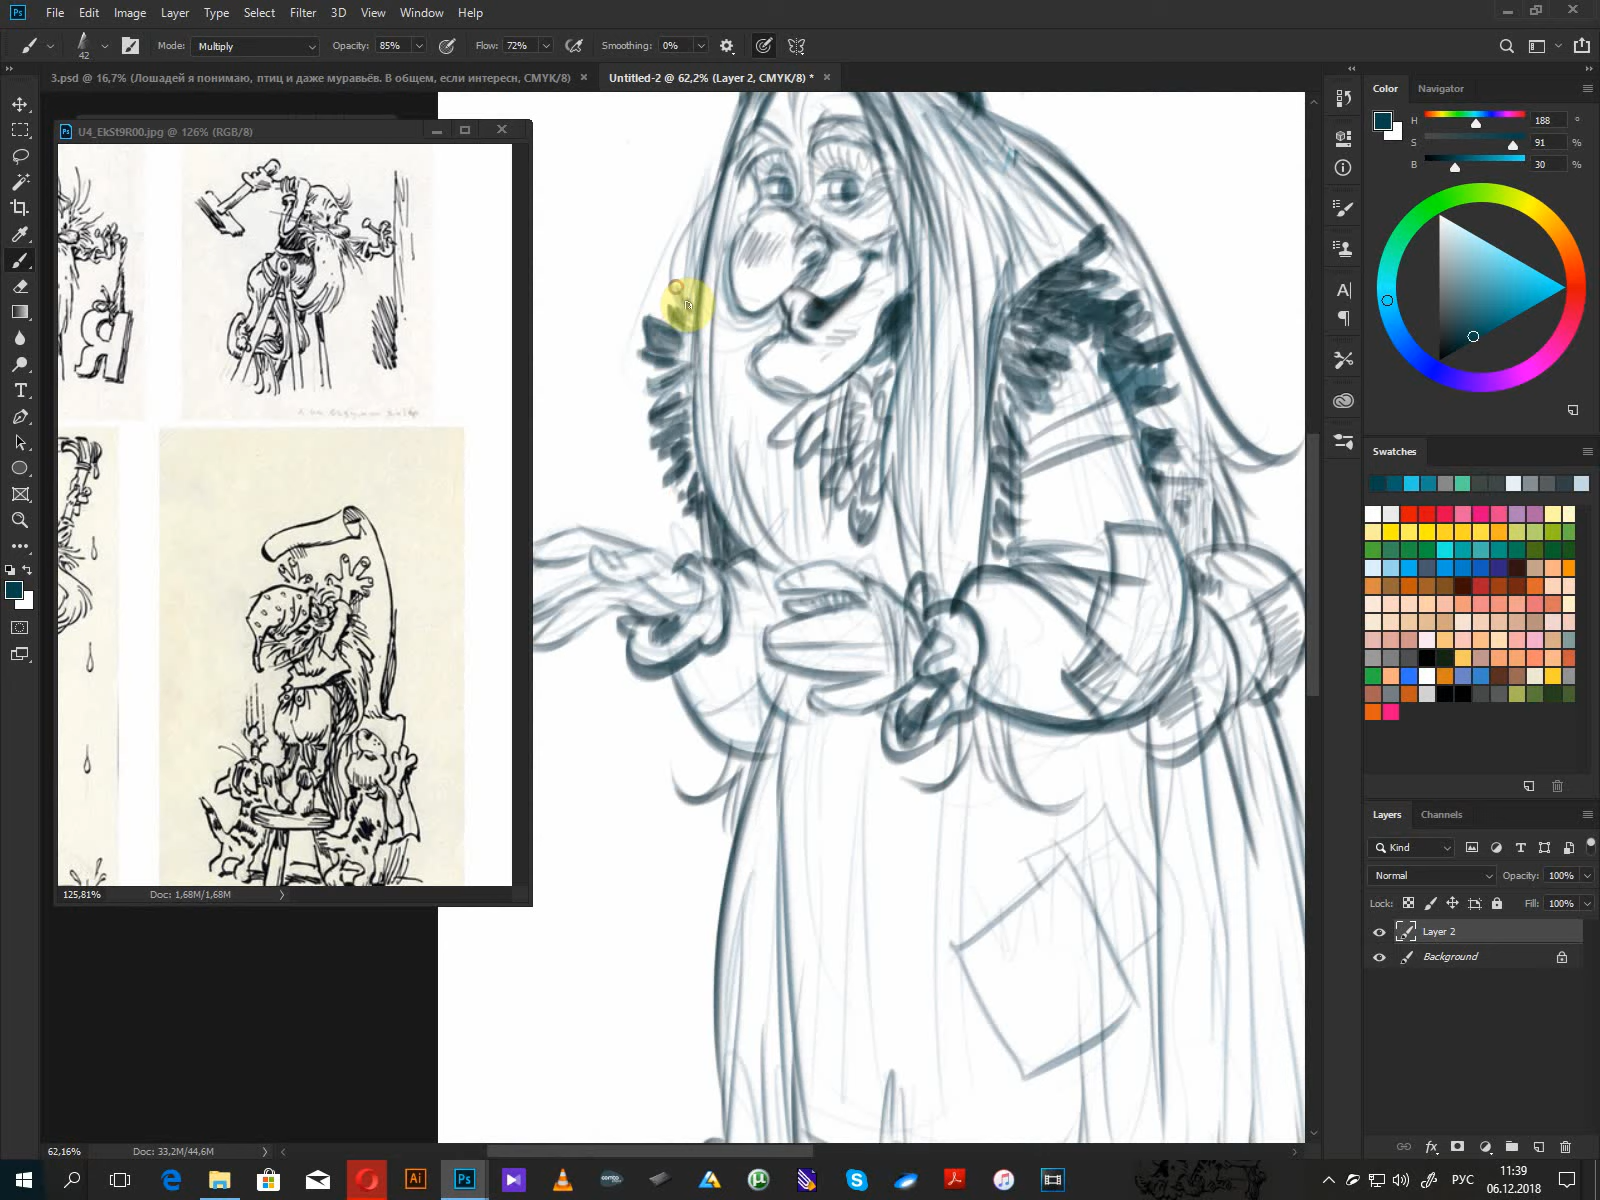 Ps File Edit Image Layer Type Select Filter 3D View Window Help
42 Mode: Multiply Opacity: 85% Flow: 72% Smoothing: 0%
3.psd @ 16,7% (Лошадей я понимаю, птиц и даже муравьёв. В общем, если интересн, CMYK/8) ×
Untitled-2 @ 62,2% (Layer 2, CMYK/8) * ×
U4_EkSt9R00.jpg @ 126% (RGB/8)
Я
125,81% Doc: 1,68M/1,68M
62,16% Doc: 33,2M/44,6M
Color Navigator
H 188 °
S 91 %
B 30 %
Swatches
Layers Channels
Kind
Normal Opacity: 100%
Lock: Fill: 100%
Layer 2
Background
Ai Ps РУС
11:39
06.12.2018